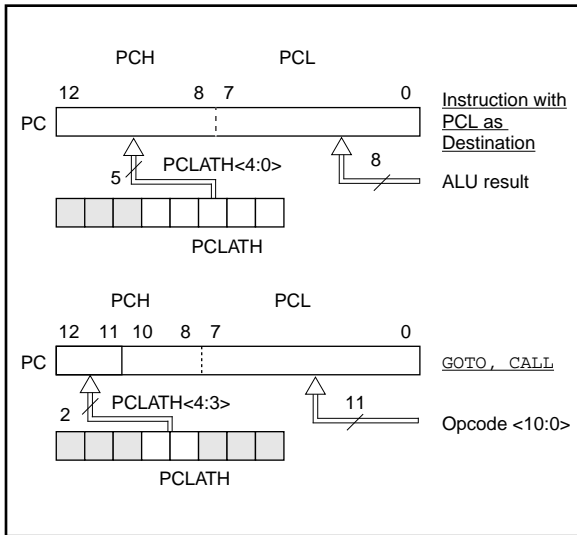 PCH PCL
12 8 7 0
PC
Instruction with
PCL as
Destination
5
PCLATH<4:0>
8
ALU result
PCLATH
PCH PCL
12 11 10 8 7 0
PC
GOTO, CALL
2
PCLATH<4:3>
11
Opcode <10:0>
PCLATH